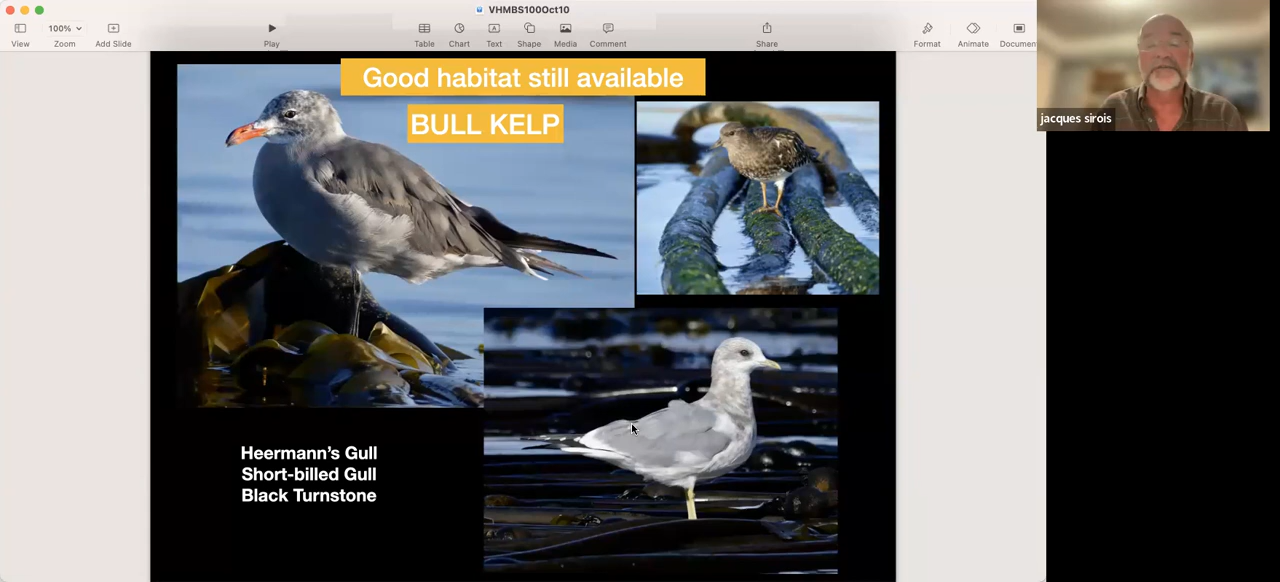 VHMBS100Oct10
100%
View
Zoom
Add Slide
Play
Table
Chart
Text
Shape
Media
Comment
Share
Format
Animate
Documen
jacques sirois
Good habitat still available
BULL KELP
Heermann's Gull
Short-billed Gull
Black Turnstone